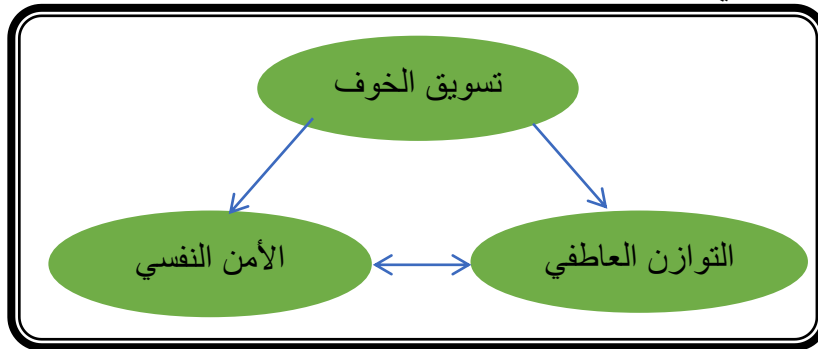 تسويق الخوف
التوازن العاطفي
الأمن النفسي